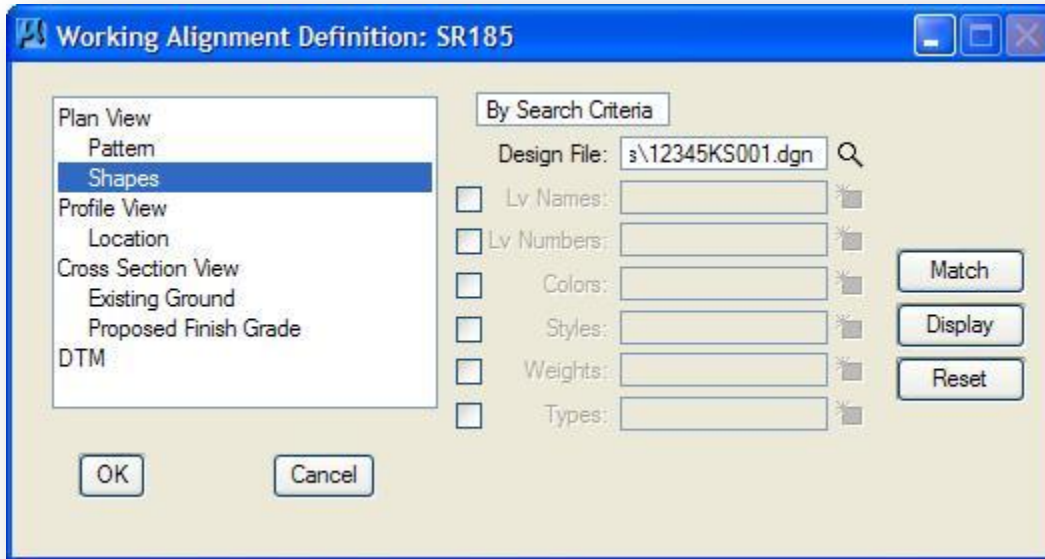 Working Alignment Definition: SR185
Plan View
Pattern
Shapes
Profile View
Location
Cross Section View
Existing Ground
Proposed Finish Grade
DTM
By Search Criteria
Design File: s\12345KS001.dgn
Lv Names:
Lv Numbers:
Colors:
Styles:
Weights:
Types:
Match
Display
Reset
OK
Cancel